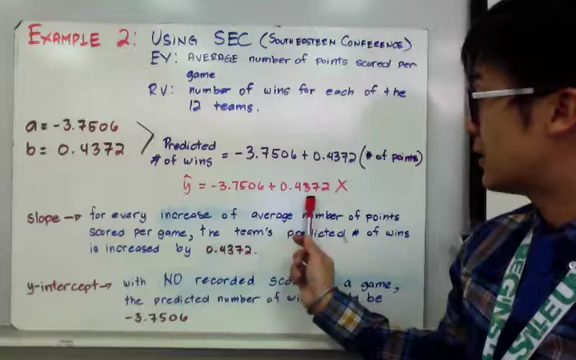 EXAMPLE 2: USING SEC (SOUTHEASTERN CONFERENCE)
EY: AVERAGE number of points scored per
game
RV: number of wins for each of the
12 teams.
a = -3.7506
b = 0.4372
Predicted
# of wins = -3.7506 + 0.4372 (# of points)
ŷ = -3.7506 + 0.4372 X
slope → for every increase of average number of points
scored per game, the team's predicted # of wins
is increased by 0.4372.
y-intercept → with NO recorded a game,
the predicted number of be
-3.7506